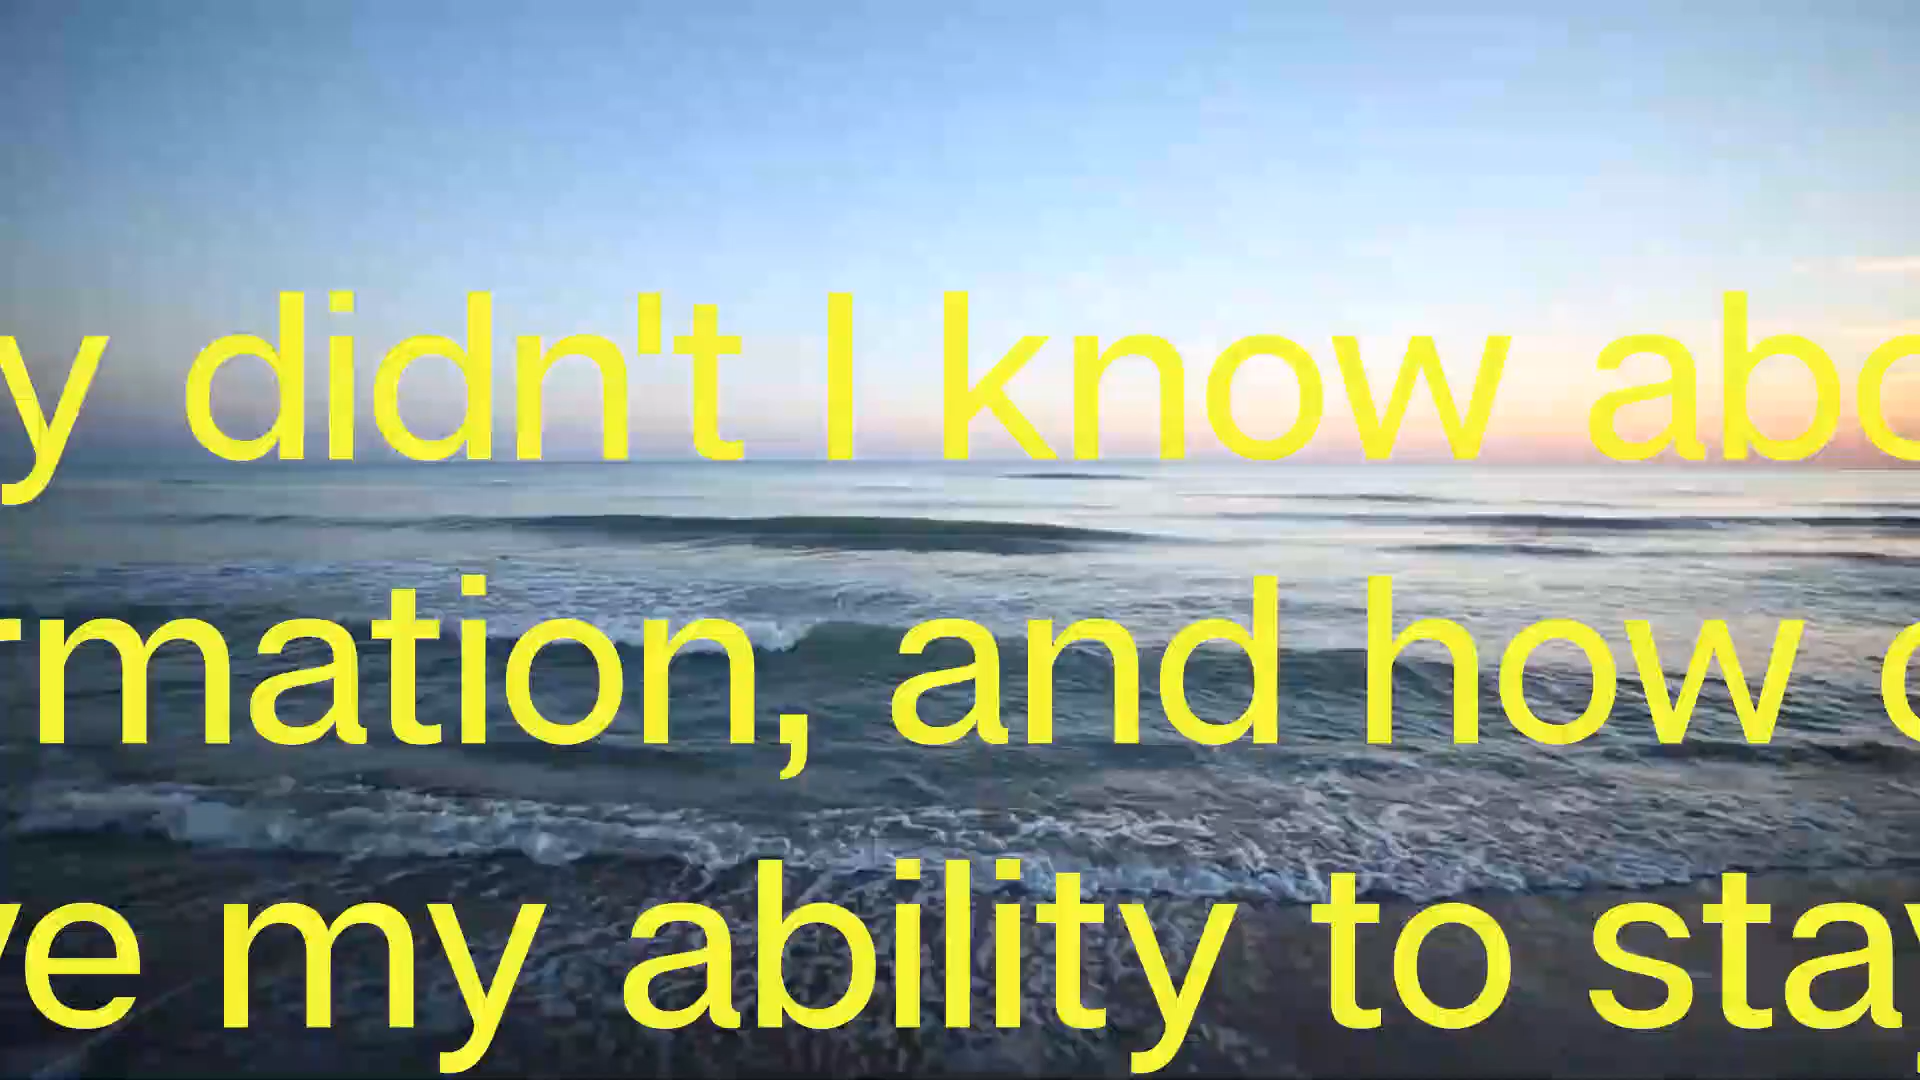 y didn't I know abo
rmation, and how
ve my ability to stay